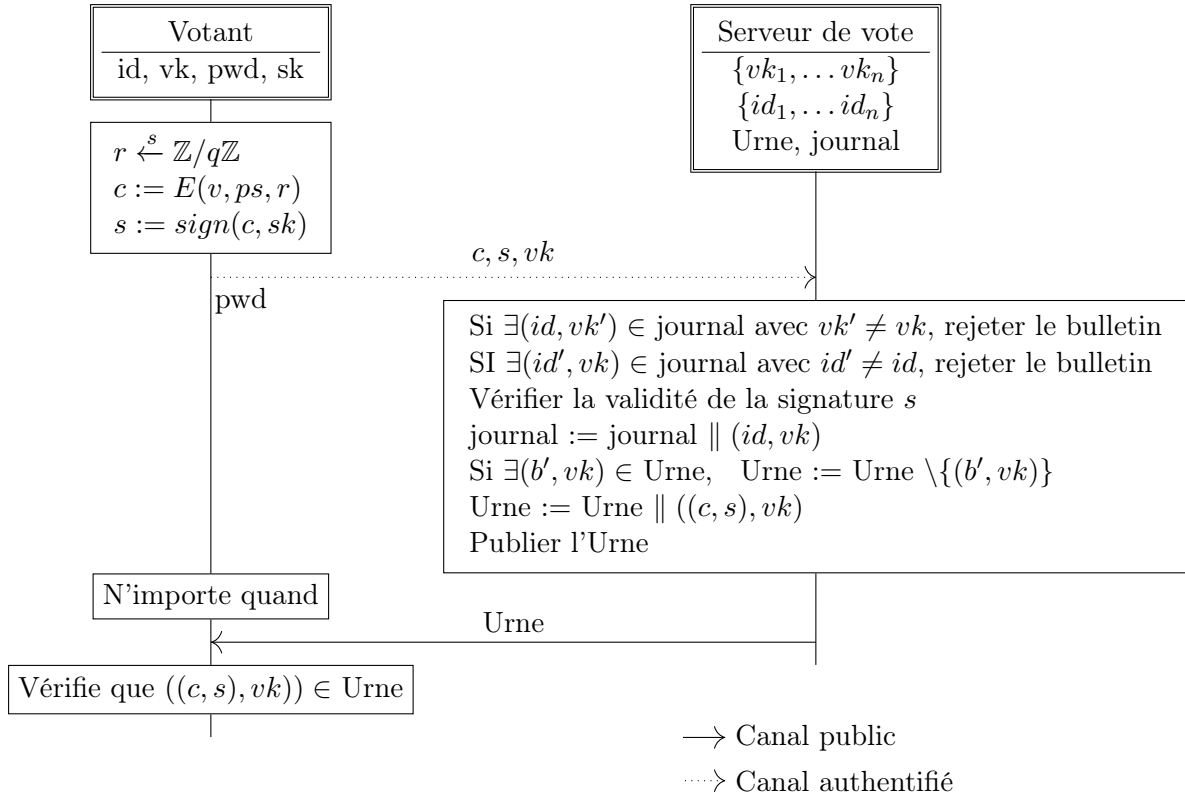 Votant
id, vk, pwd, sk
Serveur de vote
{vk₁, … vkₙ}
{id₁, … idₙ}
Urne, journal
r ←ˢ ℤ/qℤ
c := E(v, ps, r)
s := sign(c, sk)
c, s, vk
pwd
Si ∃(id, vk′) ∈ journal avec vk′ ≠ vk, rejeter le bulletin
SI ∃(id′, vk) ∈ journal avec id′ ≠ id, rejeter le bulletin
Vérifier la validité de la signature s
journal := journal ∥ (id, vk)
Si ∃(b′, vk) ∈ Urne, Urne := Urne \{(b′, vk)}
Urne := Urne ∥ ((c, s), vk)
Publier l'Urne
N'importe quand
Urne
Vérifie que ((c, s), vk)) ∈ Urne
Canal public
Canal authentifié